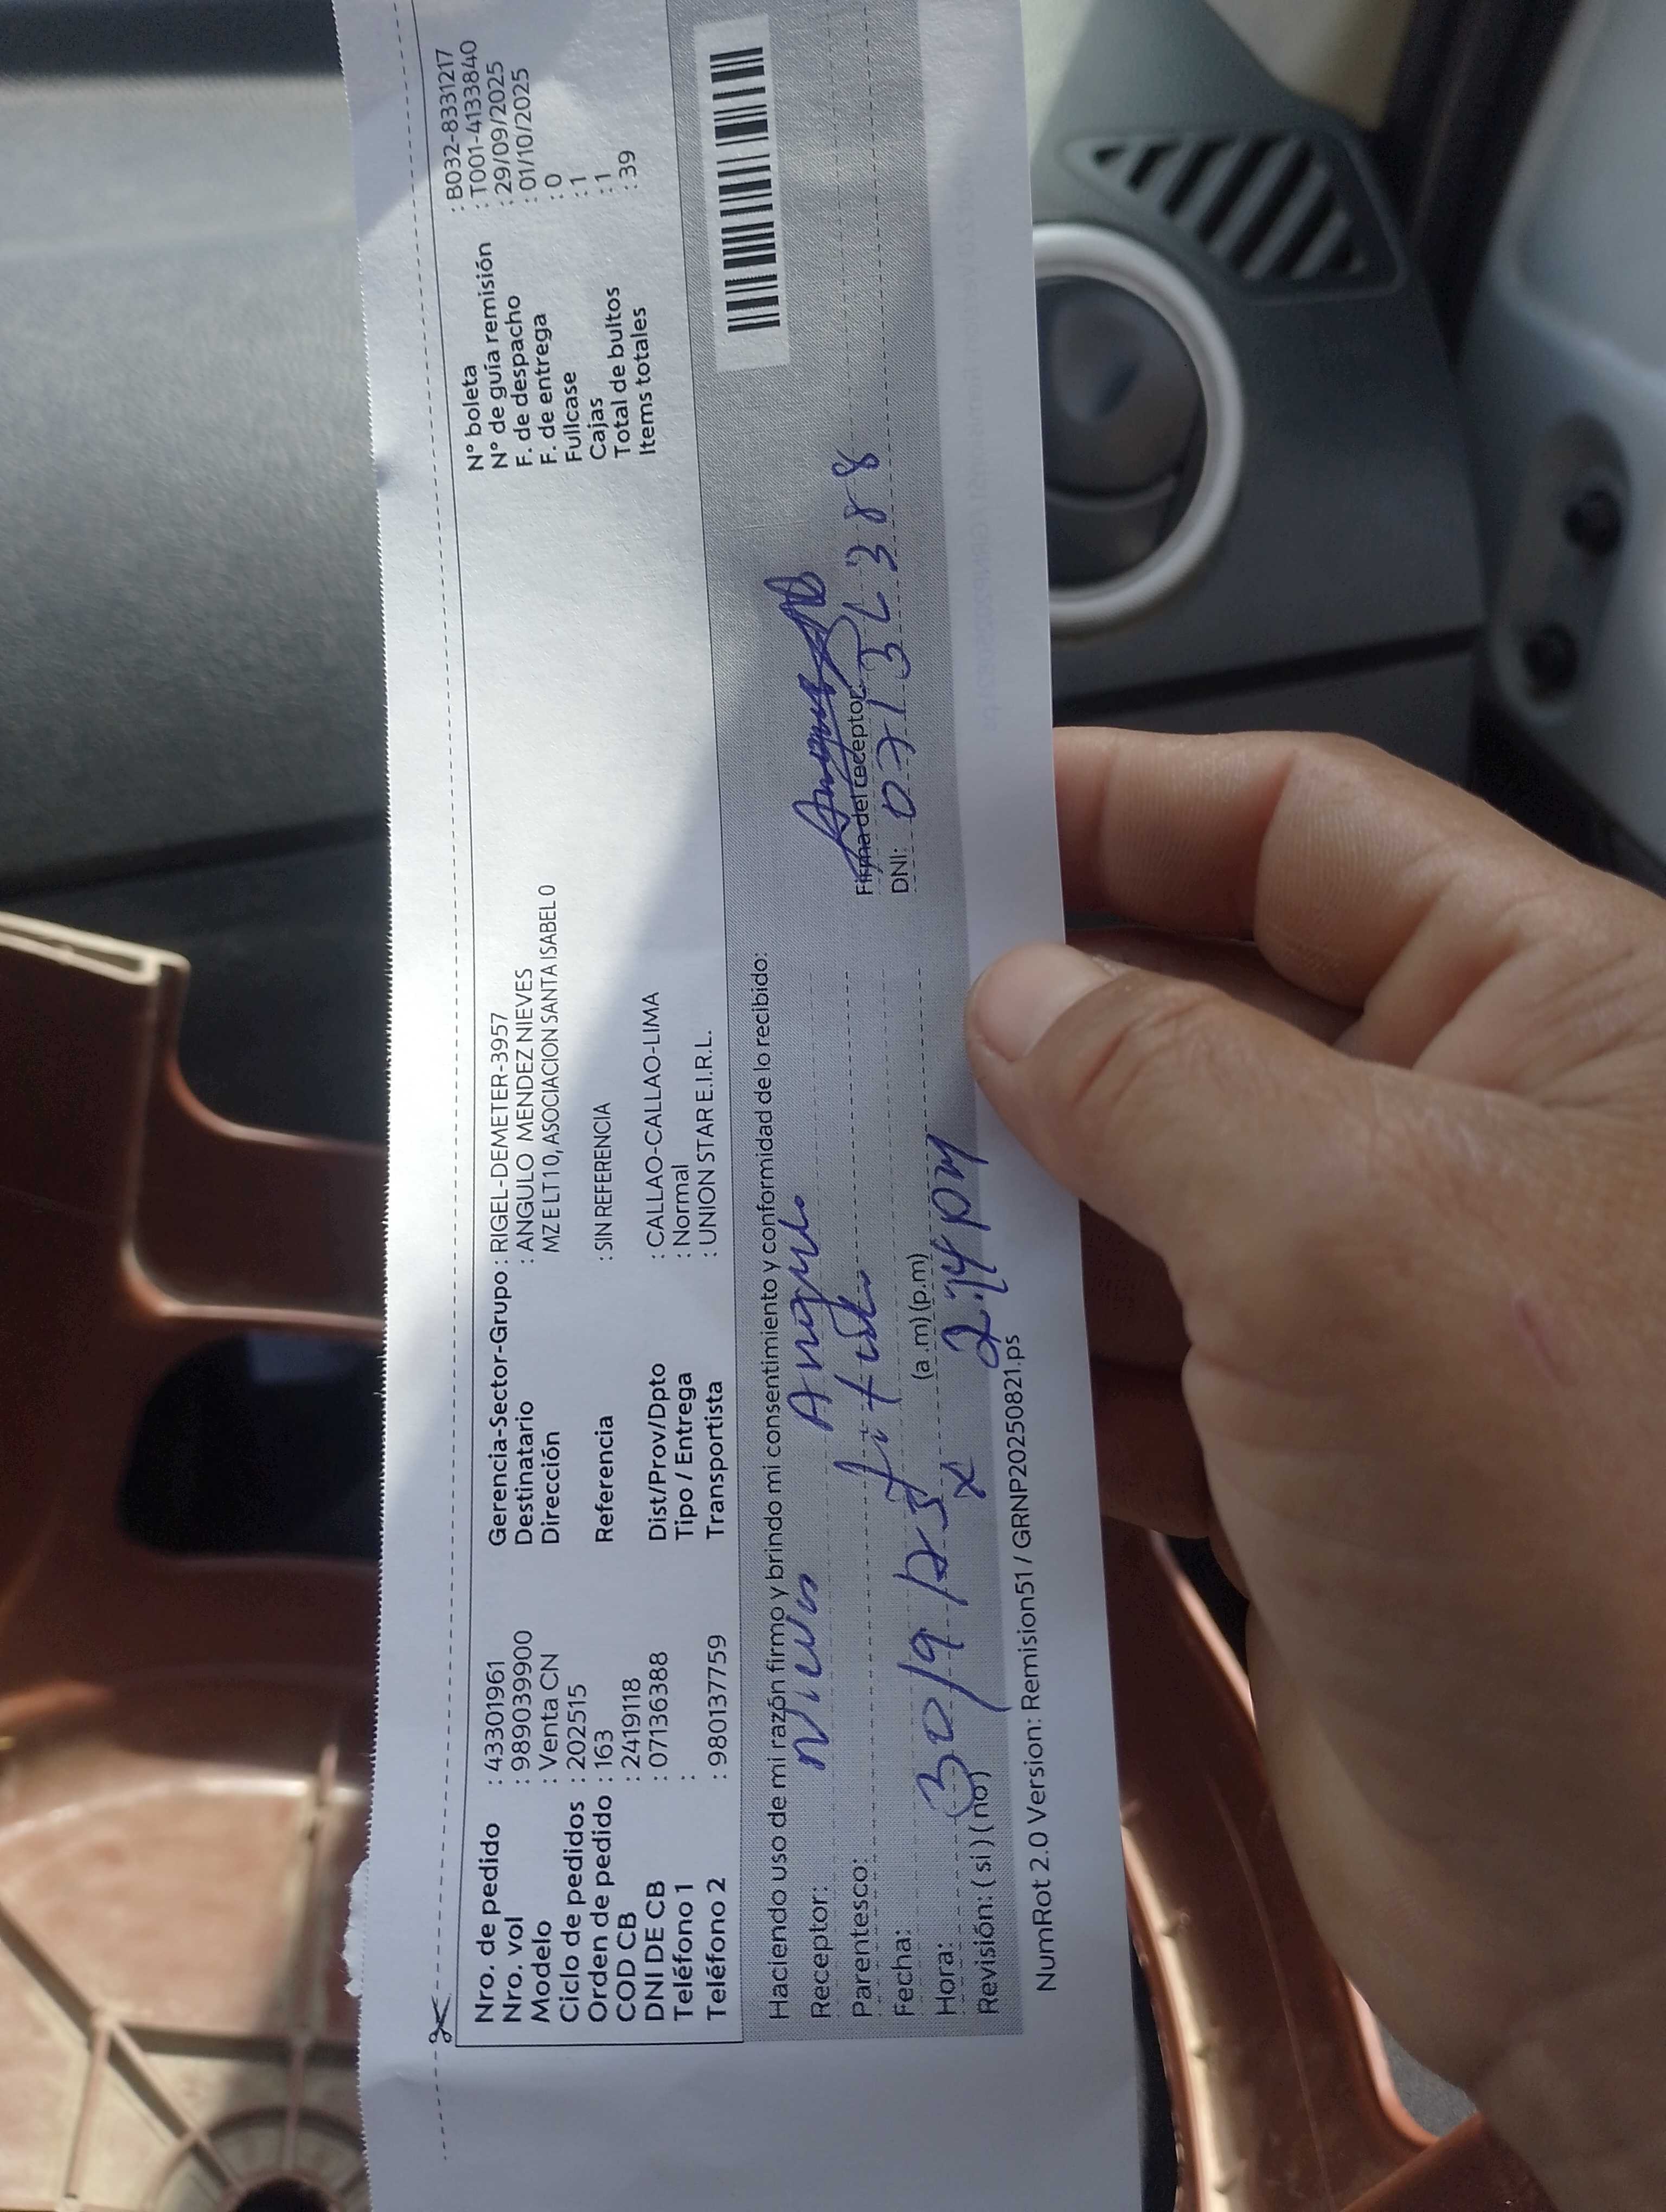 Nro. de pedido : 43301961
Nro. vol : 989039900
Modelo : Venta CN
Ciclo de pedidos : 202515
Orden de pedido : 163
COD CB : 2419118
DNI DE CB : 07136388
Teléfono 1 :
Teléfono 2 : 980137759
Gerencia-Sector-Grupo : RIGEL-DEMETER-3957
Destinatario : ANGULO MENDEZ NIEVES
Dirección MZ E LT 10, ASOCIACION SANTA ISABEL 0
Referencia : SIN REFERENCIA
Dist/Prov/Dpto : CALLAO-CALLAO-LIMA
Tipo / Entrega : Normal
Transportista : UNION STAR E.I.R.L.
N° boleta : B032-8331217
N° de guía remisión : T001-4133840
F. de despacho : 29/09/2025
F. de entrega : 01/10/2025
Fullcase : 0
Cajas : 1
Total de bultos : 1
Items totales : 39
Haciendo uso de mi razón firmo y brindo mi consentimiento y conformidad de lo recibido:
Receptor: Nieves Angulo
Parentesco:
Fecha: 30/9/25
Hora: (a.m) (p.m)
Revisión: ( si ) ( no ) x 2:14 pm
Firma del receptor:
DNI: 07136388
NumRot 2.0 Version: Remision51 / GRNP20250821.ps